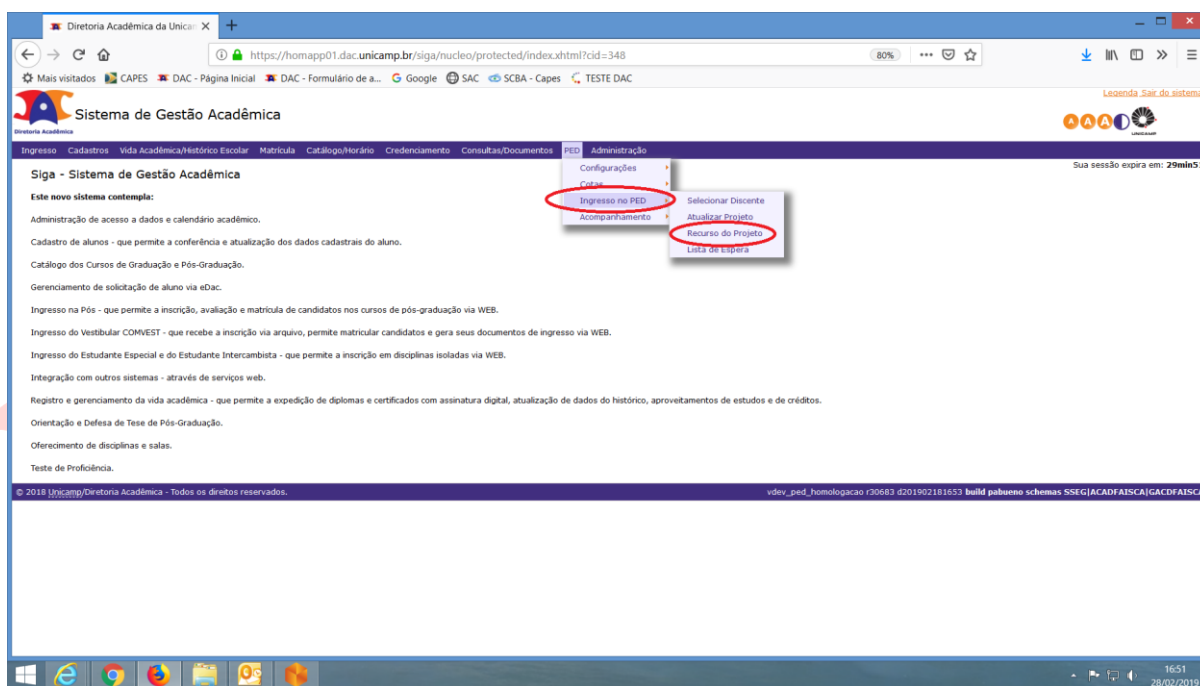 Diretoria Acadêmica da Unican
https://homapp01.dac.unicamp.br/siga/nucleo/protected/index.xhtml?cid=348
80%
Mais visitados CAPES DAC - Página Inicial DAC - Formulário de a... Google SAC SCBA - Capes TESTE DAC
Legenda Sair do sistema
Sistema de Gestão Acadêmica
Diretoria Acadêmica
A A A
UNICAMP
Ingresso Cadastros Vida Acadêmica/Histórico Escolar Matrícula Catálogo/Horário Credenciamento Consultas/Documentos PED Administração
Sua sessão expira em: 29min5
Configurações
Cotas
Ingresso no PED
Acompanhamento
Selecionar Discente
Atualizar Projeto
Recurso do Projeto
Lista de Espera
Siga - Sistema de Gestão Acadêmica
Este novo sistema contempla:
Administração de acesso a dados e calendário acadêmico.
Cadastro de alunos - que permite a conferência e atualização dos dados cadastrais do aluno.
Catálogo dos Cursos de Graduação e Pós-Graduação.
Gerenciamento de solicitação de aluno via eDac.
Ingresso na Pós - que permite a inscrição, avaliação e matrícula de candidatos nos cursos de pós-graduação via WEB.
Ingresso do Vestibular COMVEST - que recebe a inscrição via arquivo, permite matricular candidatos e gera seus documentos de ingresso via WEB.
Ingresso do Estudante Especial e do Estudante Intercambista - que permite a inscrição em disciplinas isoladas via WEB.
Integração com outros sistemas - através de serviços web.
Registro e gerenciamento da vida acadêmica - que permite a expedição de diplomas e certificados com assinatura digital, atualização de dados do histórico, aproveitamentos de estudos e de créditos.
Orientação e Defesa de Tese de Pós-Graduação.
Oferecimento de disciplinas e salas.
Teste de Proficiência.
© 2018 Unicamp/Diretoria Acadêmica - Todos os direitos reservados.
vdev_ped_homologacao r30683 d201902181653 build pabueno schemas SSEG|ACADFAISCA|GACDFAISCA
16:51
28/02/2019